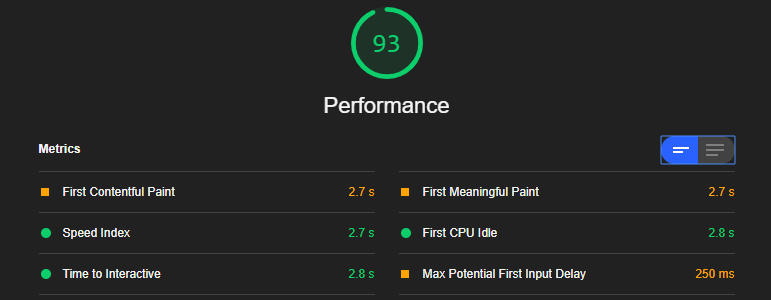 93
Performance
Metrics
First Contentful Paint 2.7 s
First Meaningful Paint 2.7 s
Speed Index 2.7 s
First CPU Idle 2.8 s
Time to Interactive 2.8 s
Max Potential First Input Delay 250 ms